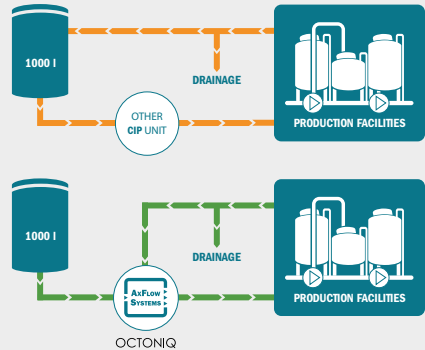 1000 l
DRAINAGE
OTHER
CIP UNIT
PRODUCTION FACILITIES
1000 l
DRAINAGE
AxFlow
Systems
PRODUCTION FACILITIES
OCTONIQ